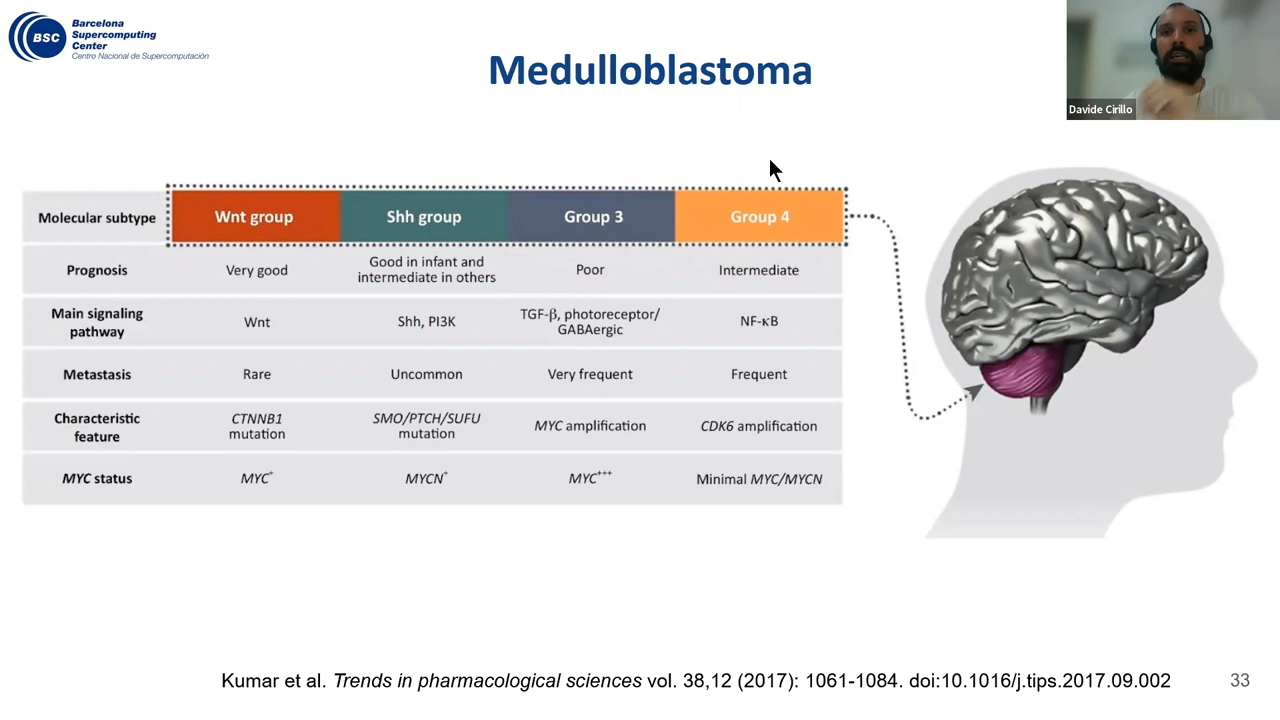 Barcelona
Supercomputing
Center
Centro Nacional de Supercomputación
BSC
Medulloblastoma
Davide Cirillo
Molecular subtype Wnt group Shh group Group 3 Group 4
Prognosis Very good Good in infant and intermediate in others Poor Intermediate
Main signaling pathway Wnt Shh, PI3K TGF-β, photoreceptor/ GABAergic NF-κB
Metastasis Rare Uncommon Very frequent Frequent
Characteristic feature CTNNB1 mutation SMO/PTCH/SUFU mutation MYC amplification CDK6 amplification
MYC status MYC⁺ MYCN⁺ MYC⁺⁺⁺ Minimal MYC/MYCN
Kumar et al. Trends in pharmacological sciences vol. 38,12 (2017): 1061-1084. doi:10.1016/j.tips.2017.09.002
33